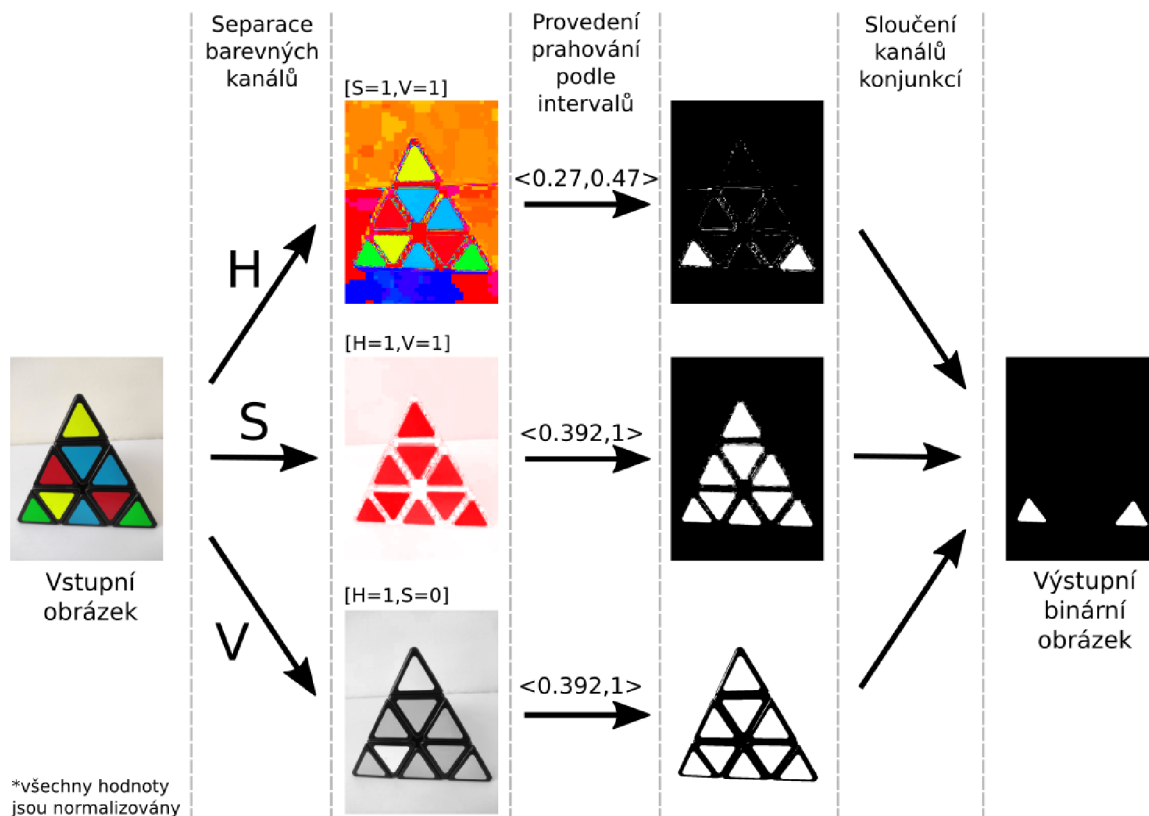 Separace
barevných
kanálů
Provedení
prahování
podle
intervalů
Sloučení
kanálů
konjunkcí
[S=1,V=1]
<0.27,0.47>
H
[H=1,V=1]
S
<0.392,1>
Vstupní
obrázek
Výstupní
binární
obrázek
[H=1,S=0]
V
<0.392,1>
*všechny hodnoty
jsou normalizovány